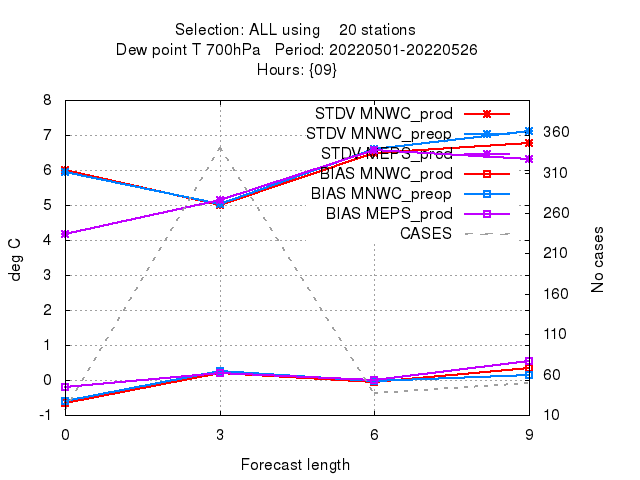 Selection: ALL using    20 stations
Dew point T 700hPa   Period: 20220501-20220526
Hours: {09}
STDV MNWC_prod
STDV MNWC_preop
STDV MEPS_prod
BIAS MNWC_prod
BIAS MNWC_preop
BIAS MEPS_prod
CASES
deg C
8
7
6
5
4
3
2
1
0
-1
360
310
260
210
160
110
60
10
No cases
0 3 6 9
Forecast length